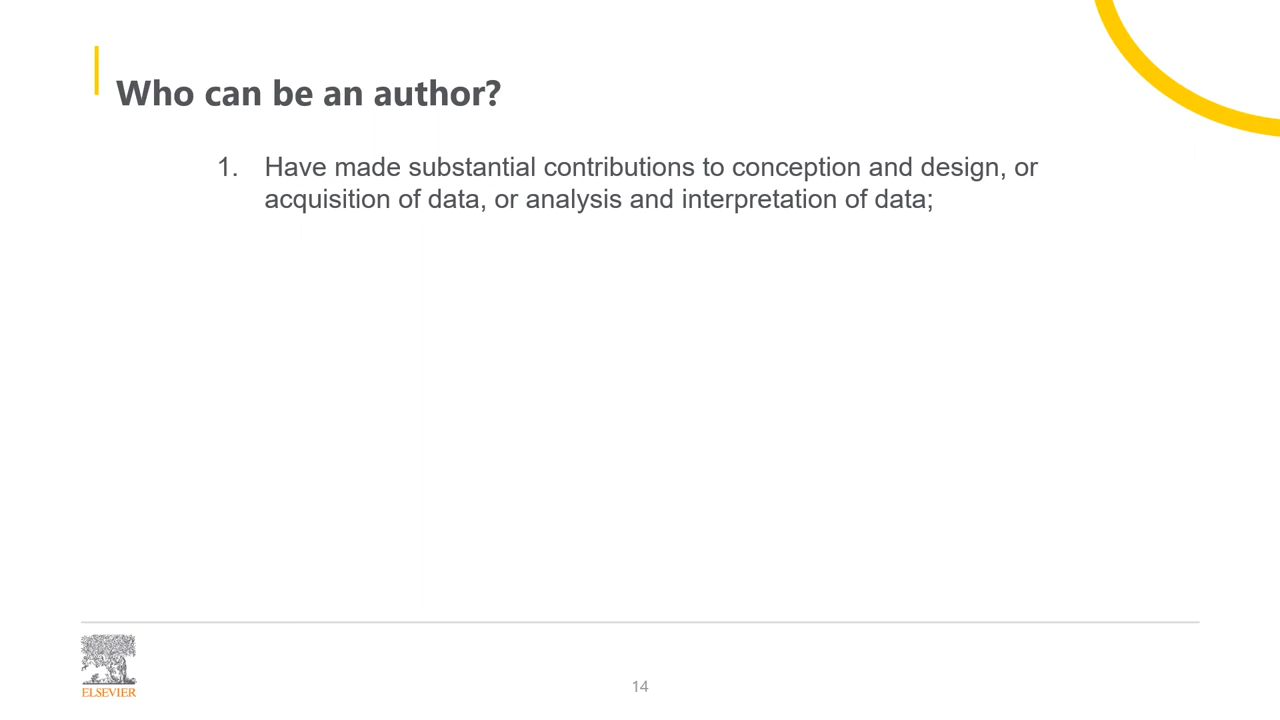 Who can be an author?
1. Have made substantial contributions to conception and design, or
acquisition of data, or analysis and interpretation of data;
ELSEVIER
14